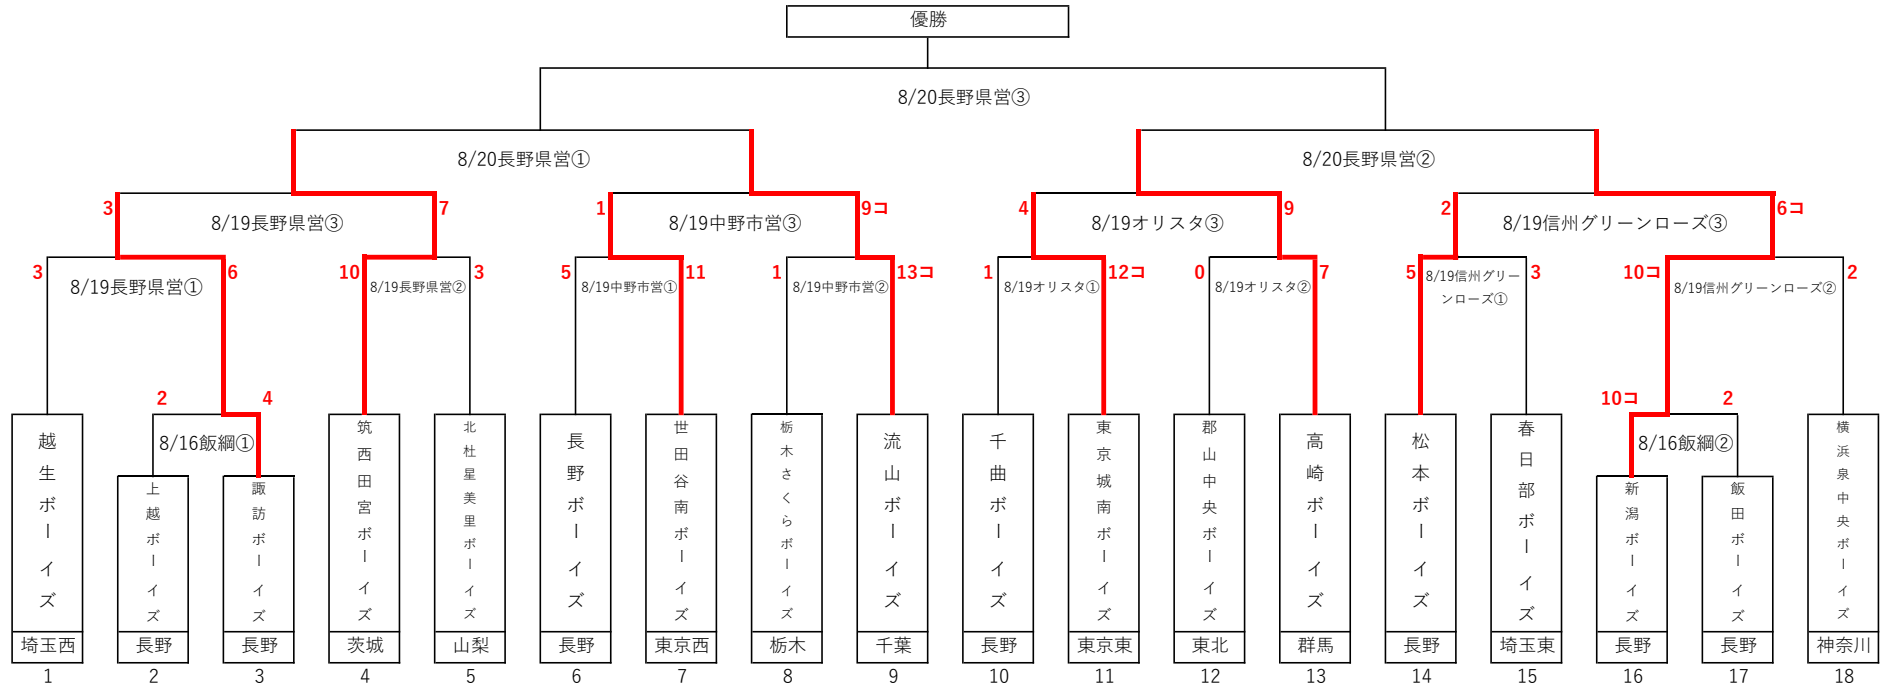 優勝
8/20長野県営③
8/20長野県営①
8/20長野県営②
3
7
1
9コ
4
9
2
6コ
8/19長野県営③
8/19中野市営③
8/19オリスタ③
8/19信州グリーンローズ③
3
6
10
3
5
11
1
13コ
1
12コ
0
7
5
3
10コ
2
8/19長野県営①
8/19長野県営②
8/19中野市営①
8/19中野市営②
8/19オリスタ①
8/19オリスタ②
8/19信州グリー
ンローズ①
8/19信州グリーンローズ②
2
4
10コ
2
8/16飯綱①
8/16飯綱②
越生ボーイズ
上越ボーイズ
諏訪ボーイズ
筑西田宮ボーイズ
北杜星美里ボーイズ
長野ボーイズ
世田谷南ボーイズ
栃木さくらボーイズ
流山ボーイズ
千曲ボーイズ
東京城南ボーイズ
郡山中央ボーイズ
高崎ボーイズ
松本ボーイズ
春日部ボーイズ
新潟ボーイズ
飯田ボーイズ
横浜泉中央ボーイズ
埼玉西
長野
長野
茨城
山梨
長野
東京西
栃木
千葉
長野
東京東
東北
群馬
長野
埼玉東
長野
長野
神奈川
1
2
3
4
5
6
7
8
9
10
11
12
13
14
15
16
17
18